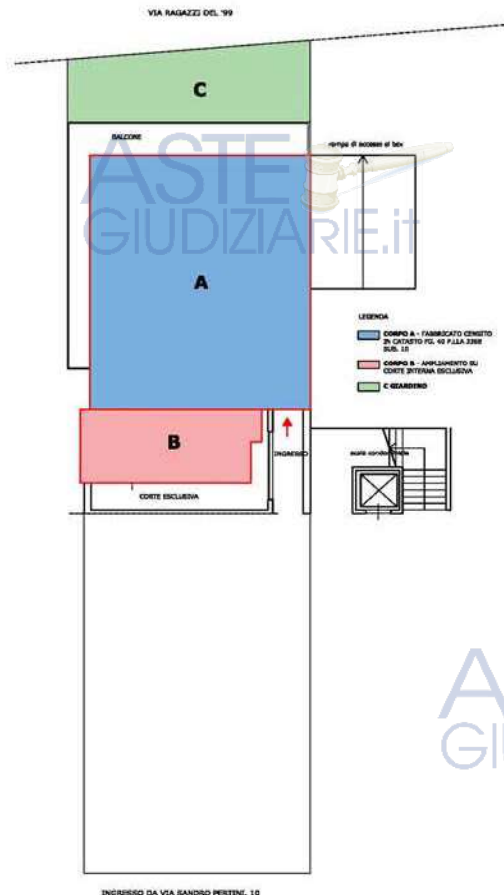 VIA RAGAZZI DEL '99
C
BALCONE
rampa di accesso ai box
ASTE
GIUDIZIARIE.it
A
LEGENDA
CORPO A - FABBRICATO CENSITO
IN CATASTO FG. 40 P.LLA 3268
SUB. 10
CORPO B - AMPLIAMENTO SU
CORTE INTERNA ESCLUSIVA
C GIARDINO
B
INGRESSO
scala condominiale
CORTE ESCLUSIVA
A
GIU
INGRESSO DA VIA SANDRO PERTINI, 10